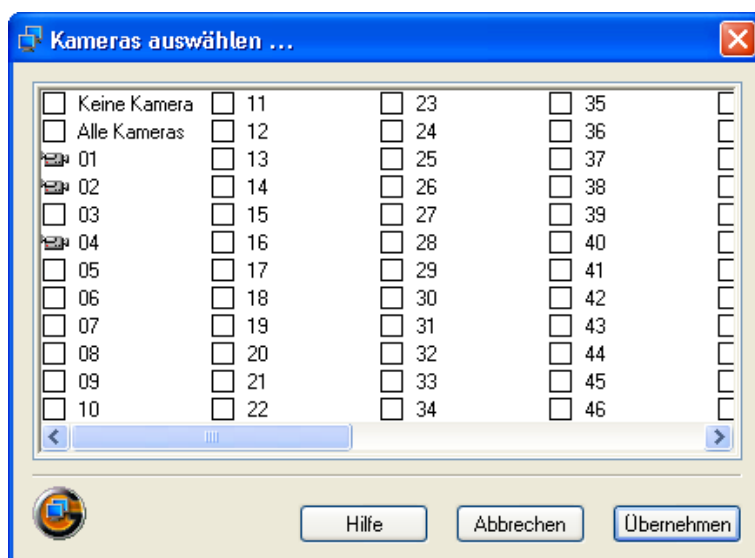 Kameras auswählen ...
Keine Kamera 11 23 35
Alle Kameras 12 24 36
01 13 25 37
02 14 26 38
03 15 27 39
04 16 28 40
05 17 29 41
06 18 30 42
07 19 31 43
08 20 32 44
09 21 33 45
10 22 34 46
Hilfe Abbrechen Übernehmen